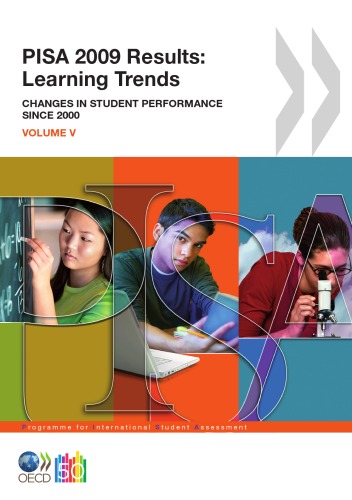 PISA 2009 Results:
Learning Trends
CHANGES IN STUDENT PERFORMANCE
SINCE 2000
VOLUME V
PISA
Programme for International Student Assessment
OECD
50